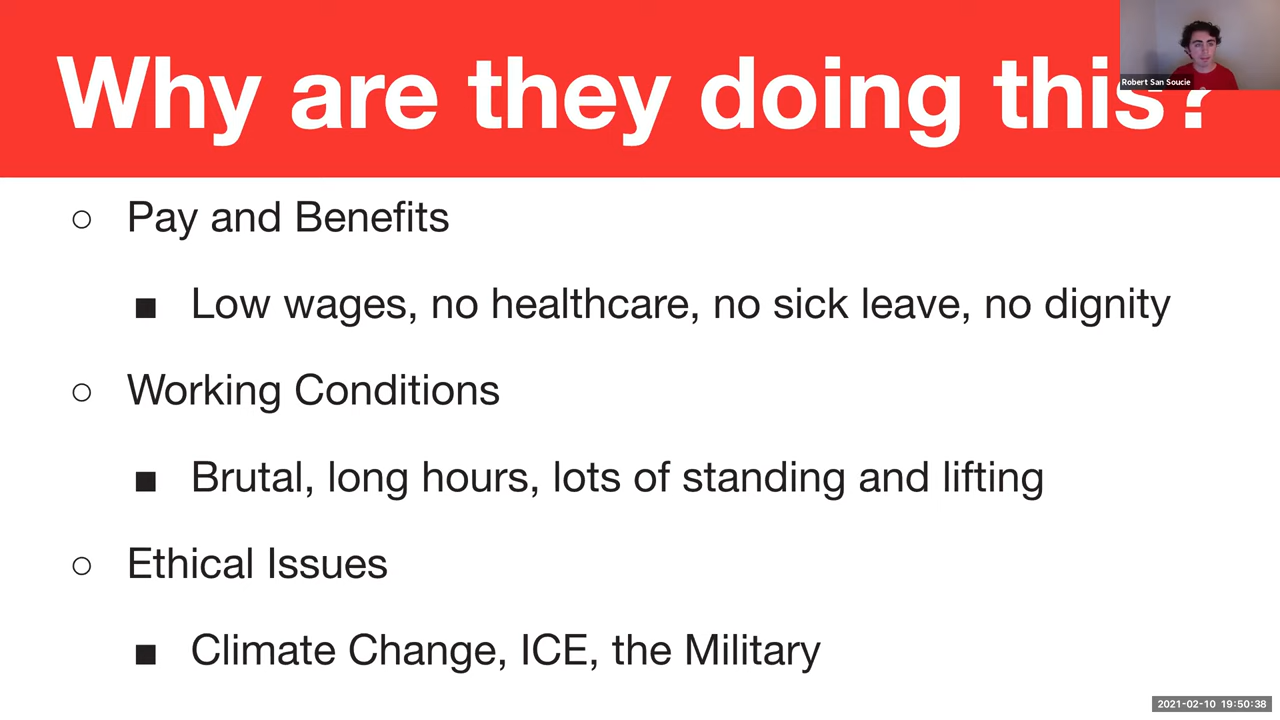 Why are they doing this?
Robert San Soucie
○ Pay and Benefits
■ Low wages, no healthcare, no sick leave, no dignity
○ Working Conditions
■ Brutal, long hours, lots of standing and lifting
○ Ethical Issues
■ Climate Change, ICE, the Military
2021-02-10 19:50:38